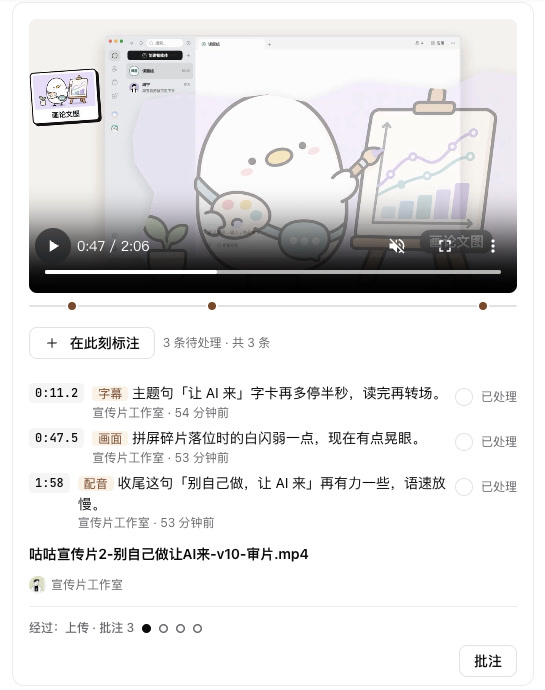 画论文图
画论文图
0:47 / 2:06
在此刻标注
3 条待处理 · 共 3 条
0:11.2 字幕 主题句「让 AI 来」字卡再多停半秒，读完再转场。 已处理
宣传片工作室 · 54 分钟前
0:47.5 画面 拼屏碎片落位时的白闪弱一点，现在有点晃眼。 已处理
宣传片工作室 · 53 分钟前
1:58 配音 收尾这句「别自己做，让 AI 来」再有力一些，语速放 已处理
慢。
宣传片工作室 · 53 分钟前
咕咕宣传片2-别自己做让AI来-v10-审片.mp4
宣传片工作室
经过： 上传 · 批注 3
批注